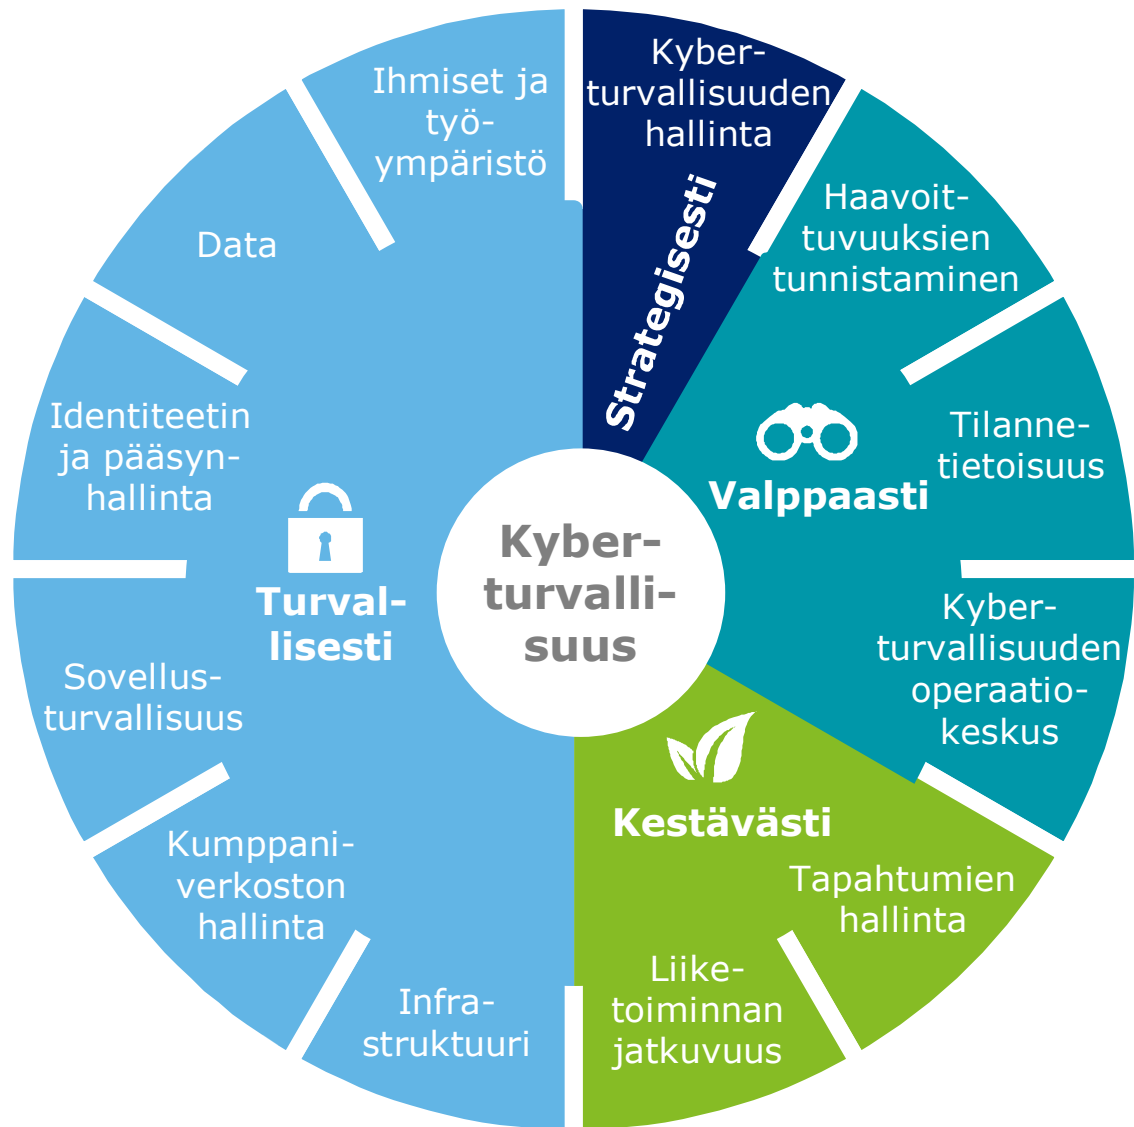 Kyber-
turvallisuuden
hallinta
Strategisesti
Haavoit-
tuvuuksien
tunnistaminen
Tilanne-
tietoisuus
Valppaasti
Kyber-
turvallisuuden
operaatio-
keskus
Kestävästi
Tapahtumien
hallinta
Liike-
toiminnan
jatkuvuus
Infra-
struktuuri
Kumppani-
verkoston
hallinta
Sovellus-
turvallisuus
Turval-
lisesti
Identiteetin
ja pääsyn-
hallinta
Data
Ihmiset ja
työ-
ympäristö
Kyber-
turvalli-
suus